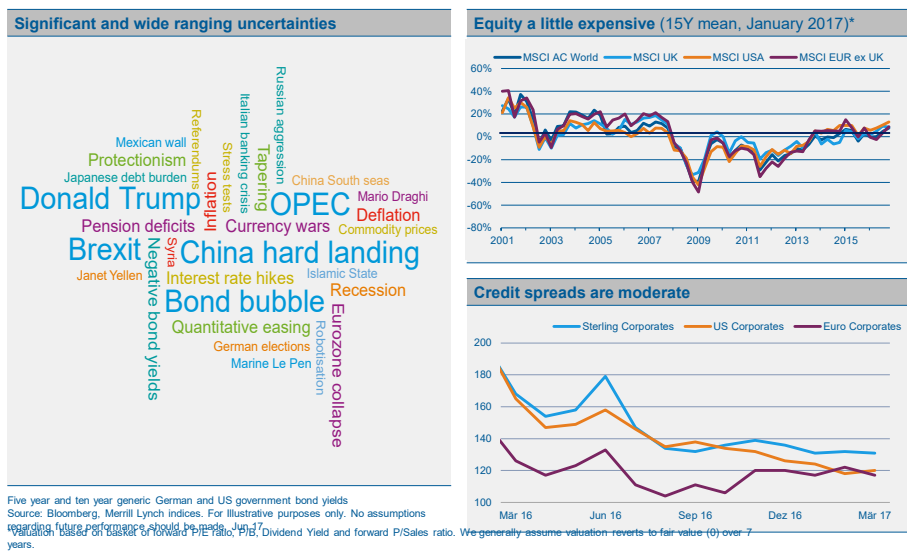 Significant and wide ranging uncertainties
Russian aggression
Italian banking crisis
Referendums
Mexican wall
Stress tests
Tapering
Protectionism
Japanese debt burden
Inflation
China South seas
Donald Trump
OPEC
Mario Draghi
Deflation
Pension deficits
Currency wars
Commodity prices
Brexit
Negative bond yields
Syria
China hard landing
Janet Yellen
Interest rate hikes
Islamic State
Recession
Bond bubble
Eurozone collapse
Quantitative easing
Robotisation
German elections
Marine Le Pen
Five year and ten year generic German and US government bond yields
Source: Bloomberg, Merrill Lynch indices. For Illustrative purposes only. No assumptions
regarding future performance should be made. Jun 17
*Valuation based on basket of forward P/E ratio, P/B, Dividend Yield and forward P/Sales ratio. We generally assume valuation reverts to fair value (0) over 7
years.
Equity a little expensive (15Y mean, January 2017)*
MSCI AC World MSCI UK MSCI USA MSCI EUR ex UK
60%
40%
20%
0%
-20%
-40%
-60%
-80%
2001 2003 2005 2007 2009 2011 2013 2015
Credit spreads are moderate
Sterling Corporates US Corporates Euro Corporates
200
180
160
140
120
100
Mär 16 Jun 16 Sep 16 Dez 16 Mär 17